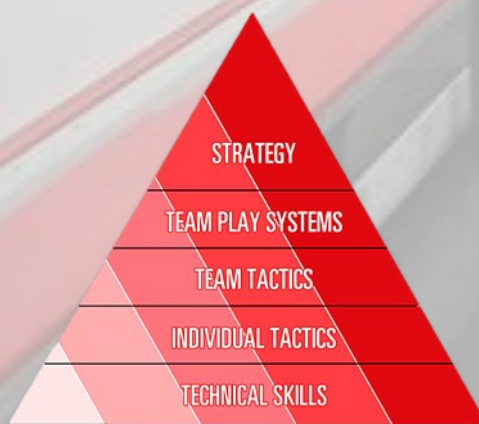 STRATEGY
TEAM PLAY SYSTEMS
TEAM TACTICS
INDIVIDUAL TACTICS
TECHNICAL SKILLS